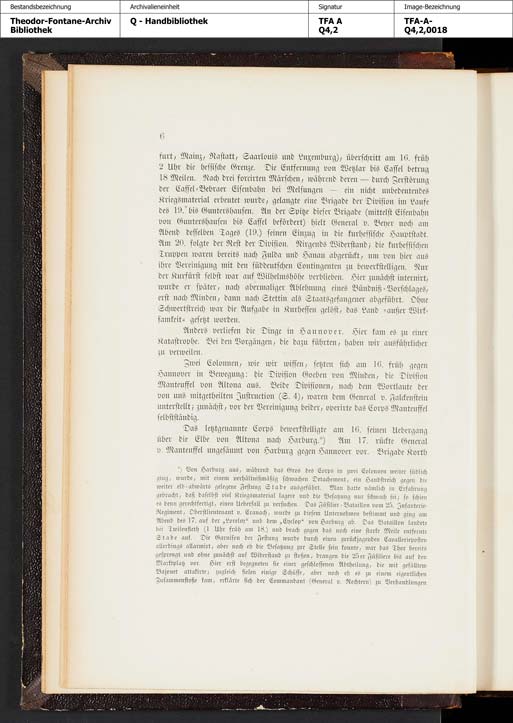 Bestandsbezeichnung
Archivalieneinheit
Signatur
Image-Bezeichnung
Theodor-Fontane-Archiv
Bibliothek
Q - Handbibliothek
TFA A
Q4,2
TFA-A-
Q4,2,0018
6
furt, Mainz, Rastatt, Saarlouis und Luxemburg), überschritt am 16. früh
2 Uhr die hessische Grenze. Die Entfernung von Wetzlar bis Cassel betrug
18 Meilen. Nach drei forcirten Märschen, während deren — durch Zerstörung
der Cassel-Bebraer Eisenbahn bei Melsungen — ein nicht unbedeutendes
Kriegsmaterial erbeutet wurde, gelangte eine Brigade der Division im Laufe
des 19. bis Guntershausen. An der Spitze dieser Brigade (mittelst Eisenbahn
von Guntershausen bis Cassel befördert) hielt General v. Beyer noch am
Abend desselben Tages (19.) seinen Einzug in die kurhessische Hauptstadt.
Am 20. folgte der Rest der Division. Nirgends Widerstand; die kurhessischen
Truppen waren bereits nach Fulda und Hanau abgerückt, um von hier aus
ihre Vereinigung mit den süddeutschen Contingenten zu bewerkstelligen. Nur
der Kurfürst selbst war auf Wilhelmshöhe verblieben. Hier zunächst internirt,
wurde er später, nach abermaliger Ablehnung eines Bündniß-Vorschlages,
erst nach Minden, dann nach Stettin als Staatsgefangener abgeführt. Ohne
Schwertstreich war die Aufgabe in Kurhessen gelöst, das Land »außer Wirk-
samkeit« gesetzt worden.
Anders verliefen die Dinge in Hannover. Hier kam es zu einer
Katastrophe. Bei den Vorgängen, die dazu führten, haben wir ausführlicher
zu verweilen.
Zwei Colonnen, wie wir wissen, setzten sich am 16. früh gegen
Hannover in Bewegung: die Division Goeben von Minden, die Division
Manteuffel von Altona aus. Beide Divisionen, nach dem Wortlaute der
von uns mitgetheilten Instruction (S. 4), waren dem General v. Falckenstein
unterstellt; zunächst, vor der Vereinigung beider, operirte das Corps Manteuffel
selbstständig.
Das letztgenannte Corps bewerkstelligte am 16. seinen Uebergang
über die Elbe von Altona nach Harburg.*) Am 17. rückte General
v. Manteuffel ungesäumt von Harburg gegen Hannover vor. Brigade Korth
*) Von Harburg aus, während das Gros des Corps in zwei Colonnen weiter südlich
zog, wurde, mit einem verhältnißmäßig schwachen Detachement, ein Handstreich gegen die
weiter elb-abwärts gelegene Festung Stade ausgeführt. Man hatte nämlich in Erfahrung
gebracht, daß daselbst viel Kriegsmaterial lagere und die Besatzung nur schwach sei; so schien
es denn gerechtfertigt, einen Ueberfall zu versuchen. Das Füsilier-Bataillon vom 25. Infanterie-
Regiment, Oberstlieutenant v. Cranach, wurde zu diesem Unternehmen bestimmt und ging am
Abend des 17. auf der „Loreley“ und dem „Cyclop“ von Harburg ab. Das Bataillon landete
bei Twilenfleth (1 Uhr früh am 18.) und brach gegen das noch eine starke Meile entfernte
Stade auf. Die Garnison der Festung wurde durch einen zurückjagenden Cavallerieposten
allerdings allarmirt, aber noch eh die Besatzung zur Stelle sein konnte, war das Thor bereits
gesprengt und ohne zunächst auf Widerstand zu stoßen, drangen die 25er Füsiliere bis auf den
Marktplatz vor. Hier erst begegneten sie einer geschlossenen Abtheilung, die mit gefälltem
Bajonet attakirte; zugleich fielen einige Schüsse, aber noch eh es zu einem eigentlichen
Zusammenstoße kam, erklärte sich der Commandant (General v. Rechtern) zu Verhandlungen